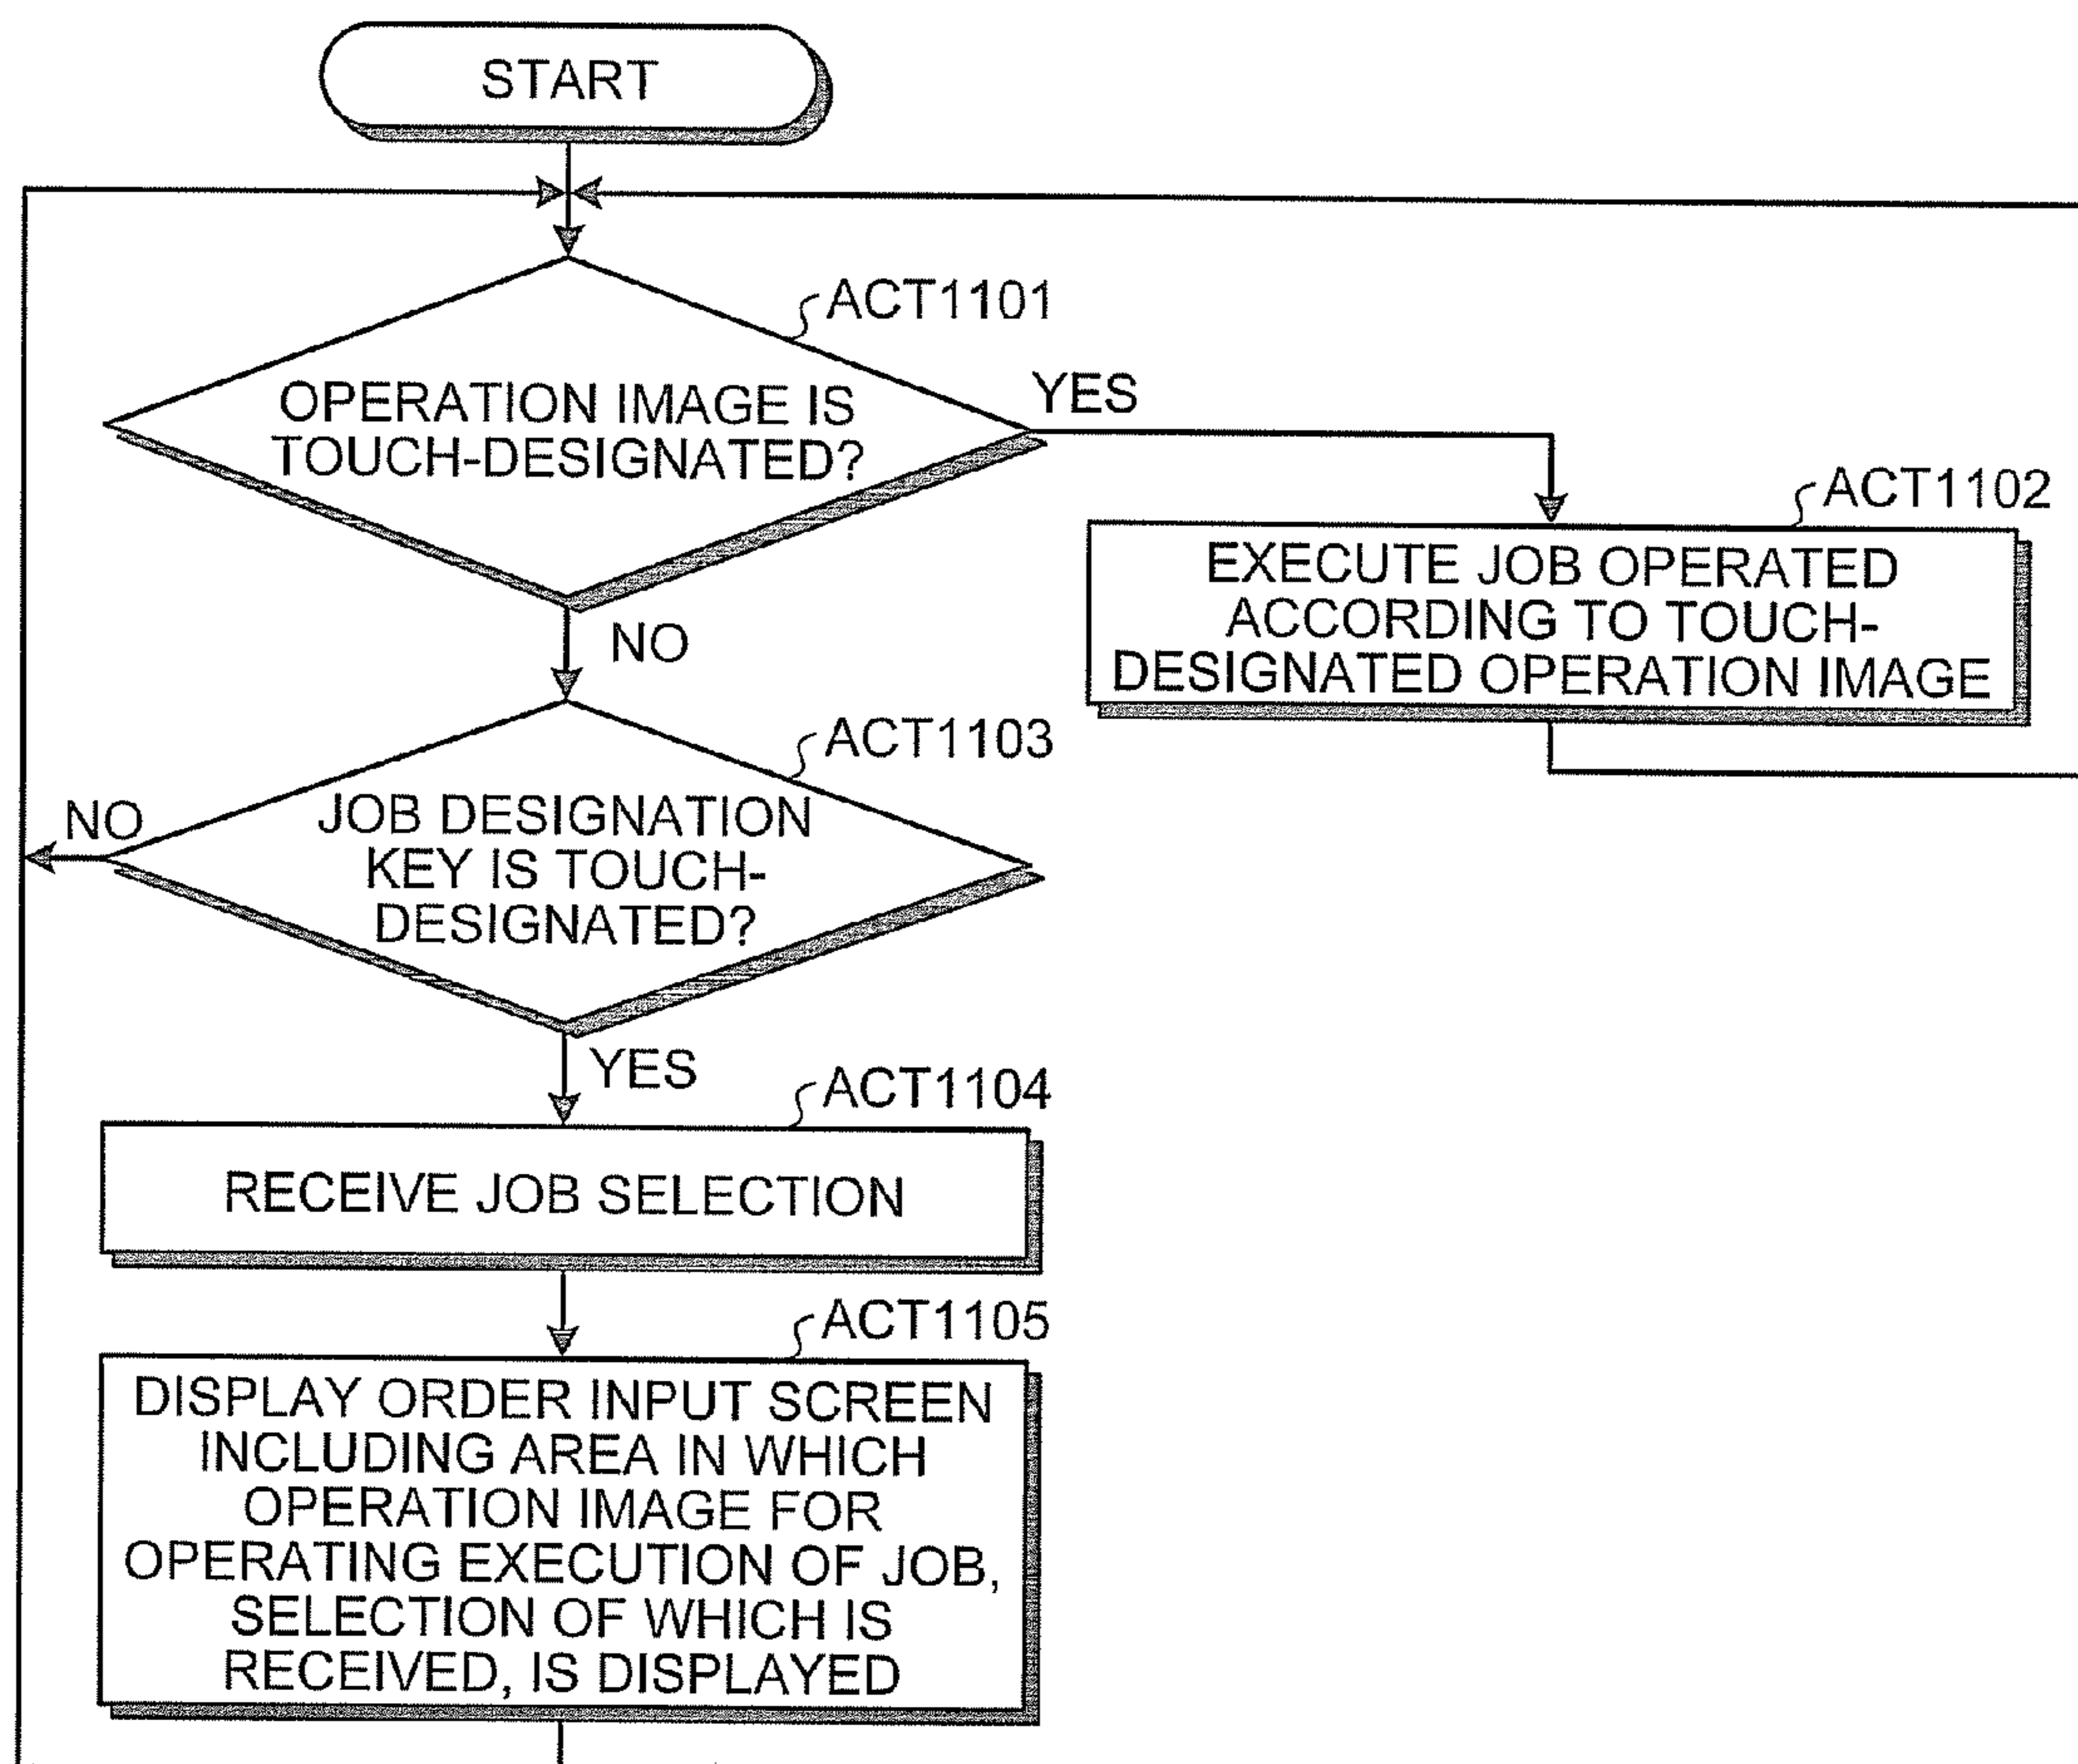 START
ACT1101
OPERATION IMAGE IS
TOUCH-DESIGNATED?
YES
ACT1102
EXECUTE JOB OPERATED
ACCORDING TO TOUCH-
DESIGNATED OPERATION IMAGE
NO
ACT1103
JOB DESIGNATION
KEY IS TOUCH-
DESIGNATED?
NO
YES
ACT1104
RECEIVE JOB SELECTION
ACT1105
DISPLAY ORDER INPUT SCREEN
INCLUDING AREA IN WHICH
OPERATION IMAGE FOR
OPERATING EXECUTION OF JOB,
SELECTION OF WHICH IS
RECEIVED, IS DISPLAYED